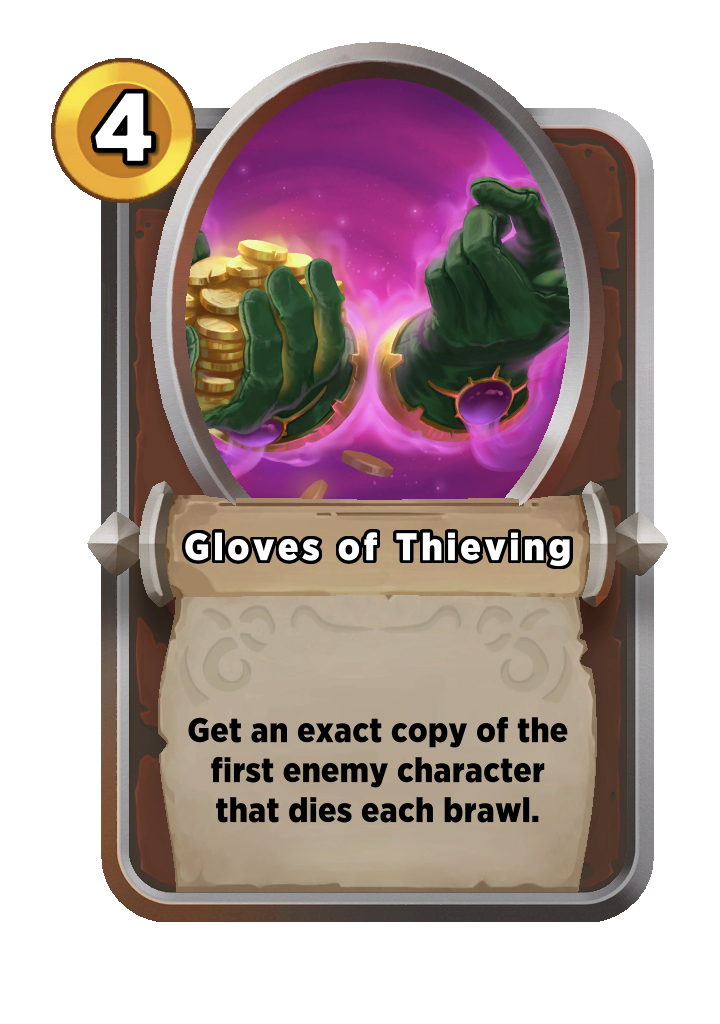 4
Gloves of Thieving
Get an exact copy of the
first enemy character
that dies each brawl.